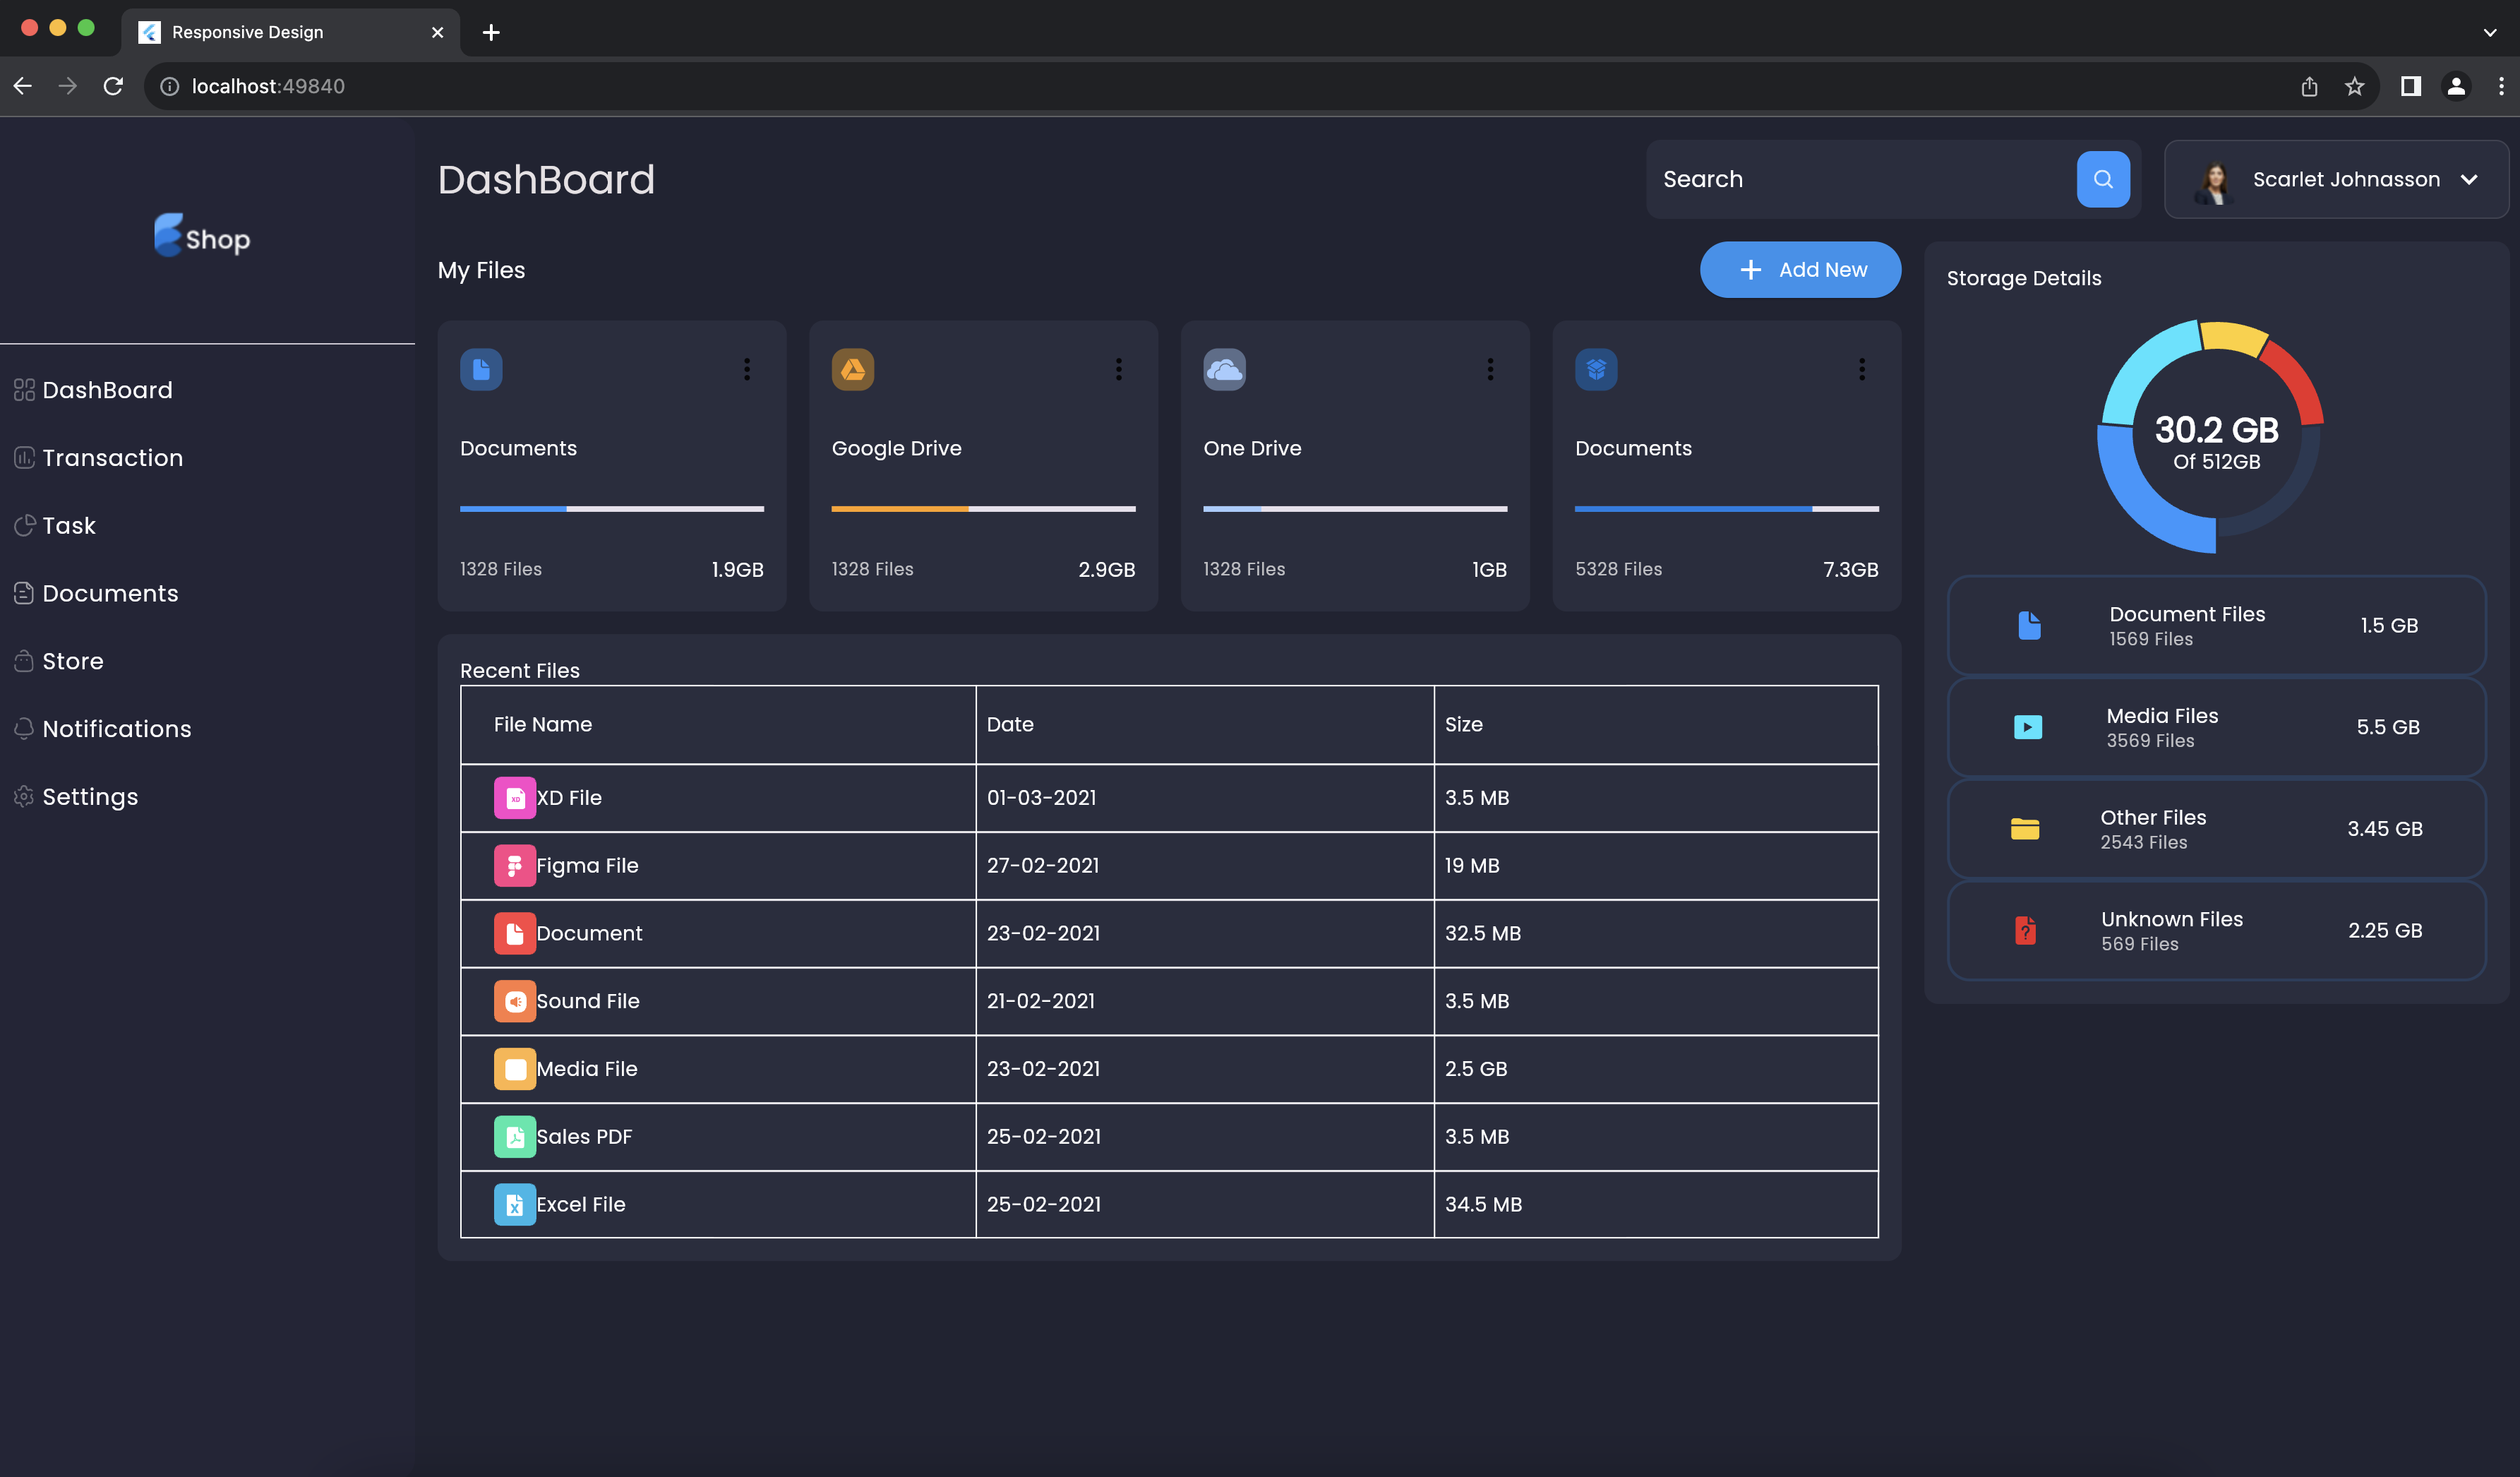 Responsive Design
localhost:49840
Shop
DashBoard
Transaction
Task
Documents
Store
Notifications
Settings
DashBoard
Search
Scarlet Johnasson
My Files
Add New
Documents
1328 Files 1.9GB
Google Drive
1328 Files 2.9GB
One Drive
1328 Files 1GB
Documents
5328 Files 7.3GB
Recent Files
File Name Date Size
XD
XD File 01-03-2021 3.5 MB
Figma File 27-02-2021 19 MB
Document 23-02-2021 32.5 MB
Sound File 21-02-2021 3.5 MB
Media File 23-02-2021 2.5 GB
Sales PDF 25-02-2021 3.5 MB
X
Excel File 25-02-2021 34.5 MB
Storage Details
30.2 GB
Of 512GB
Document Files
1569 Files
1.5 GB
Media Files
3569 Files
5.5 GB
Other Files
2543 Files
3.45 GB
?
Unknown Files
569 Files
2.25 GB